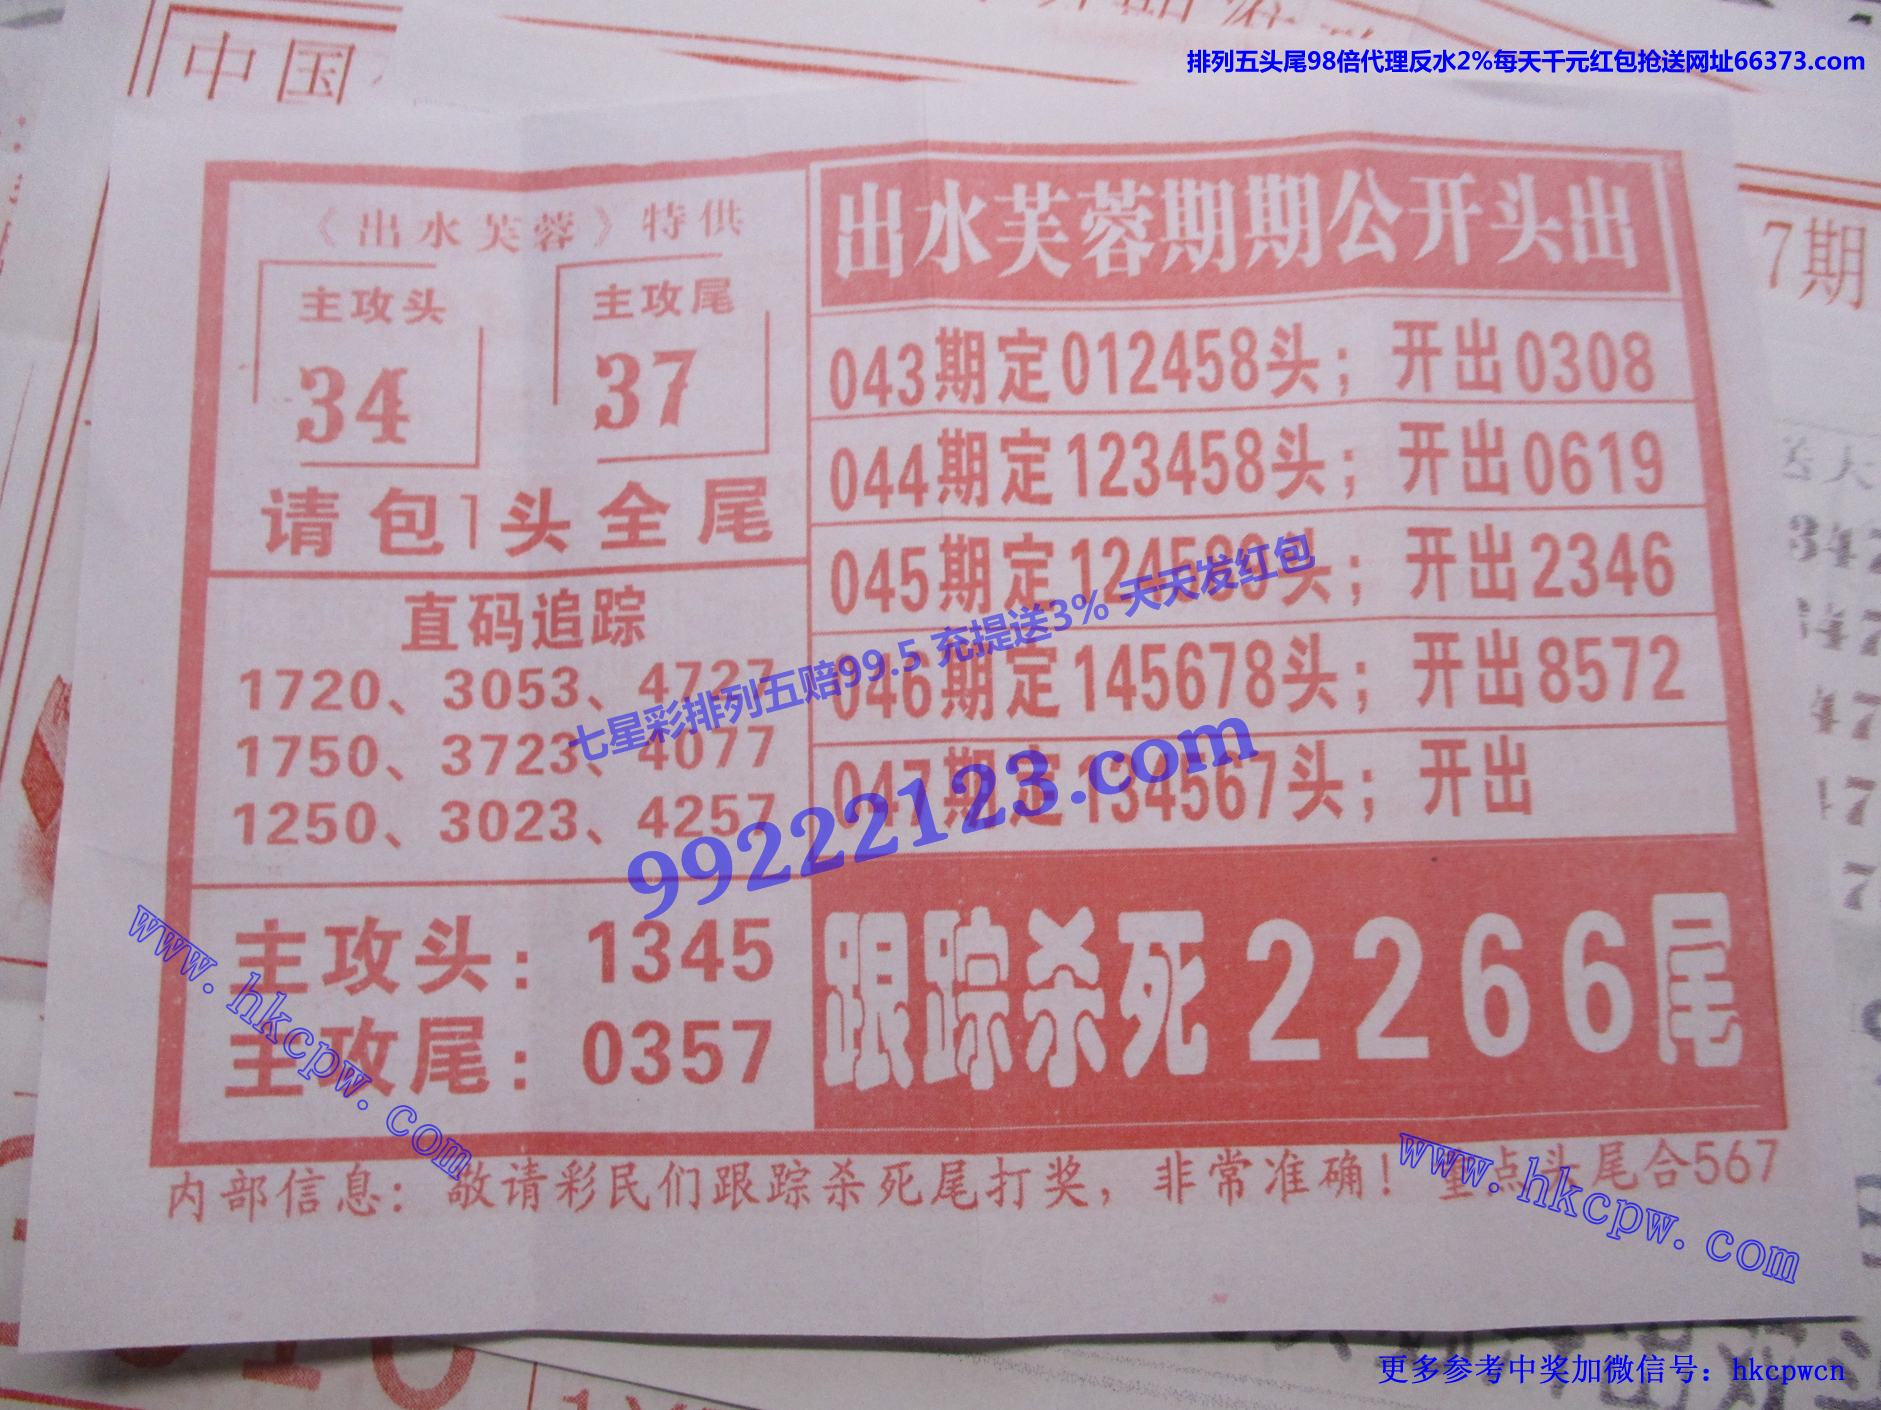 排列五头尾98倍代理反水2%每天千元红包抢送网址66373.com
中国
7期
《出水芙蓉》特供
主攻头
34
主攻尾
37
请包1头全尾
直码追踪
1720、3053、4727
1750、3723、4077
1250、3023、4257
主攻头：1345
主攻尾：0357
出水芙蓉期期公开头出
043期定012458头；开出0308
044期定123458头；开出0619
045期定1245 头；开出2346
046期定145678头；开出8572
047期定134567头；开出
跟踪杀死2266尾
内部信息：敬请彩民们跟踪杀死尾打奖，非常准确！重点头尾合567
七星彩排列五赔99.5 充提送3% 天天发红包
99222123.com
www.hkcpw.com
www.hkcpw.com
更多参考中奖加微信号：hkcpwcn